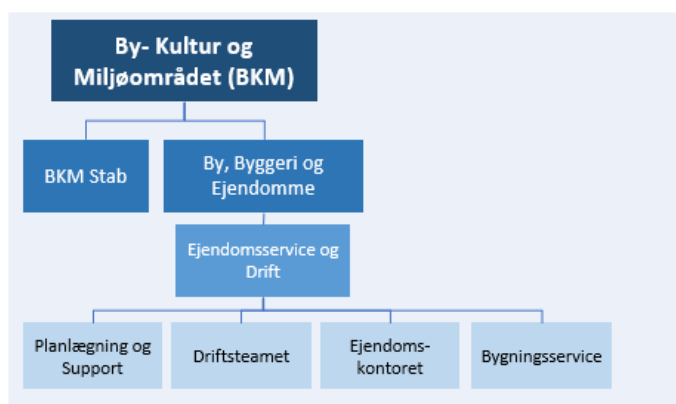 By- Kultur og
Miljøområdet (BKM)
BKM Stab
By, Byggeri og
Ejendomme
Ejendomsservice og
Drift
Planlægning og
Support
Driftsteamet
Ejendoms-
kontoret
Bygningsservice